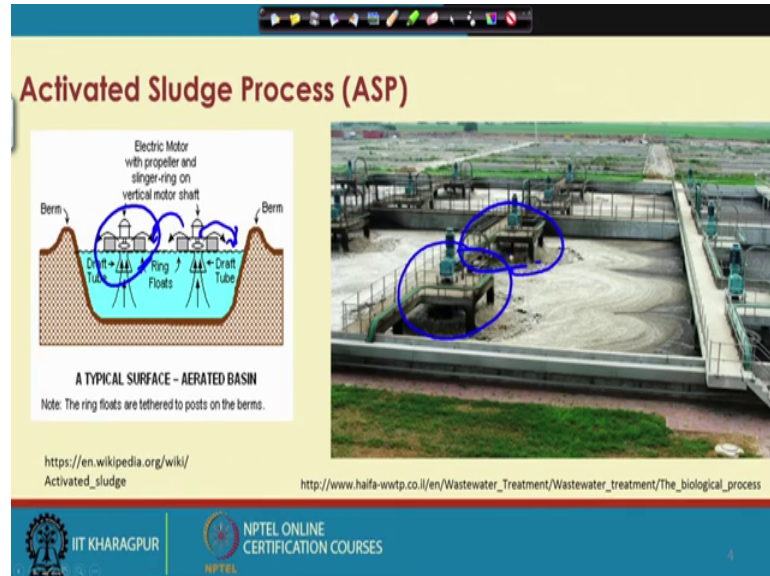 Activated Sludge Process (ASP)
Electric Motor
with propeller and
slinger-ring on
vertical motor shaft
Berm
Berm
Draft
Tube
Ring
Floats
Draft
Tube
A TYPICAL SURFACE – AERATED BASIN
Note: The ring floats are tethered to posts on the berms.
https://en.wikipedia.org/wiki/
Activated_sludge
http://www.haifa-wwtp.co.il/en/Wastewater_Treatment/Wastewater_treatment/The_biological_process
IIT KHARAGPUR
NPTEL
NPTEL ONLINE
CERTIFICATION COURSES
4